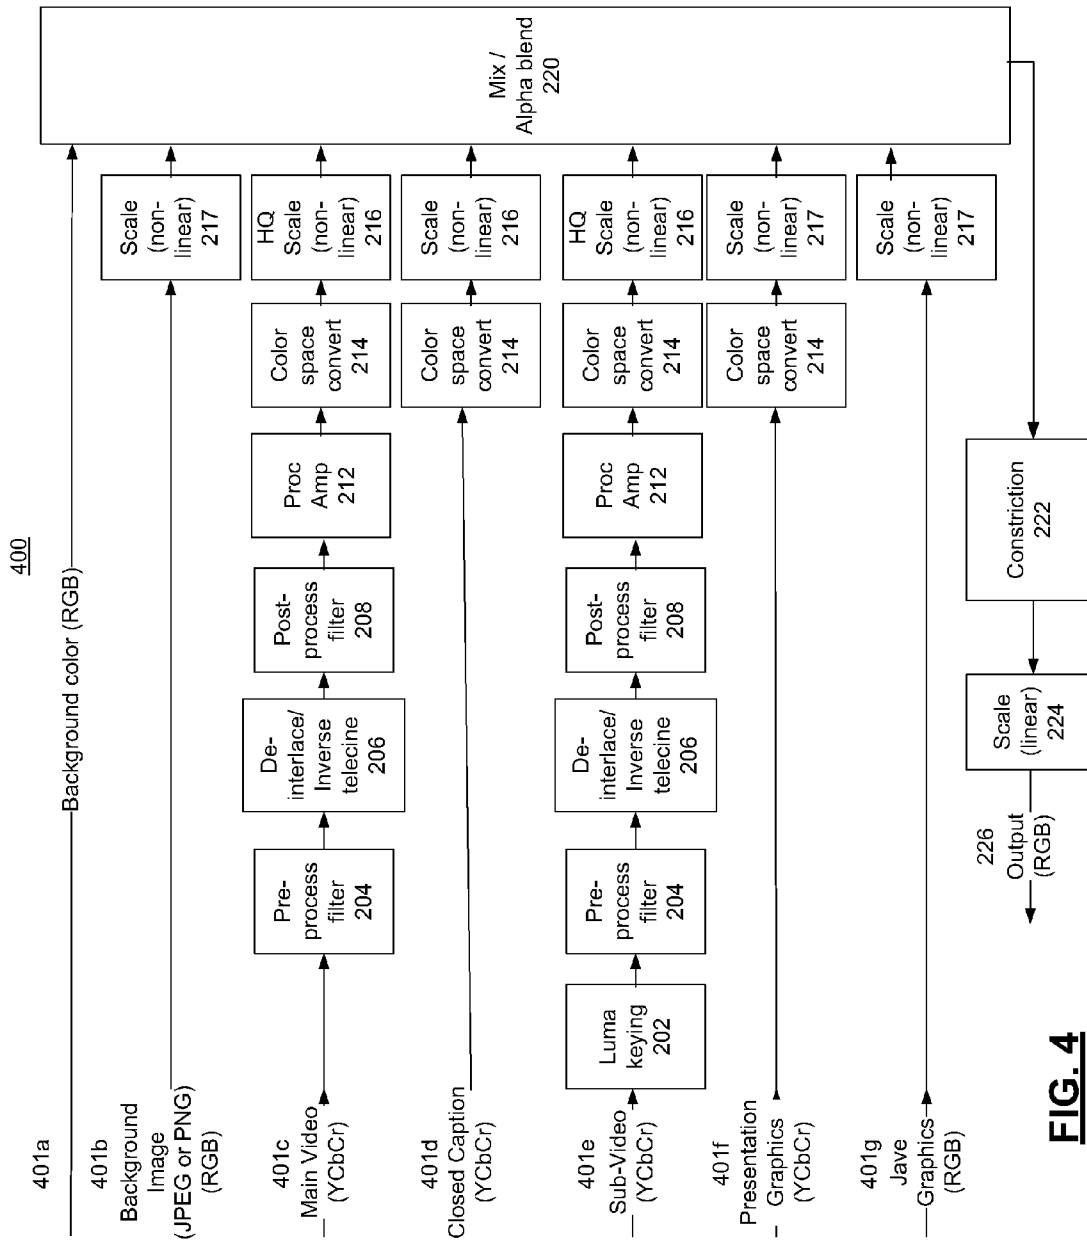 400
401a
Background color (RGB)
401b
Background
Image
(JPEG or PNG)
(RGB)
Scale
(non-
linear)
217
401c
Main Video
(YCbCr)
Pre-
process
filter
204
De-
interlace/
Inverse
telecine
206
Post-
process
filter
208
Proc
Amp
212
Color
space
convert
214
HQ
Scale
(non-
linear)
216
401d
Closed Caption
(YCbCr)
Color
space
convert
214
Scale
(non-
linear)
216
401e
Sub-Video
(YCbCr)
Luma
keying
202
Pre-
process
filter
204
De-
interlace/
Inverse
telecine
206
Post-
process
filter
208
Proc
Amp
212
Color
space
convert
214
HQ
Scale
(non-
linear)
216
401f
Presentation
Graphics
(YCbCr)
Color
space
convert
214
Scale
(non-
linear)
217
401g
Jave
Graphics
(RGB)
Scale
(non-
linear)
217
Mix /
Alpha blend
220
Constriction
222
Scale
(linear)
224
226
Output
(RGB)
FIG. 4